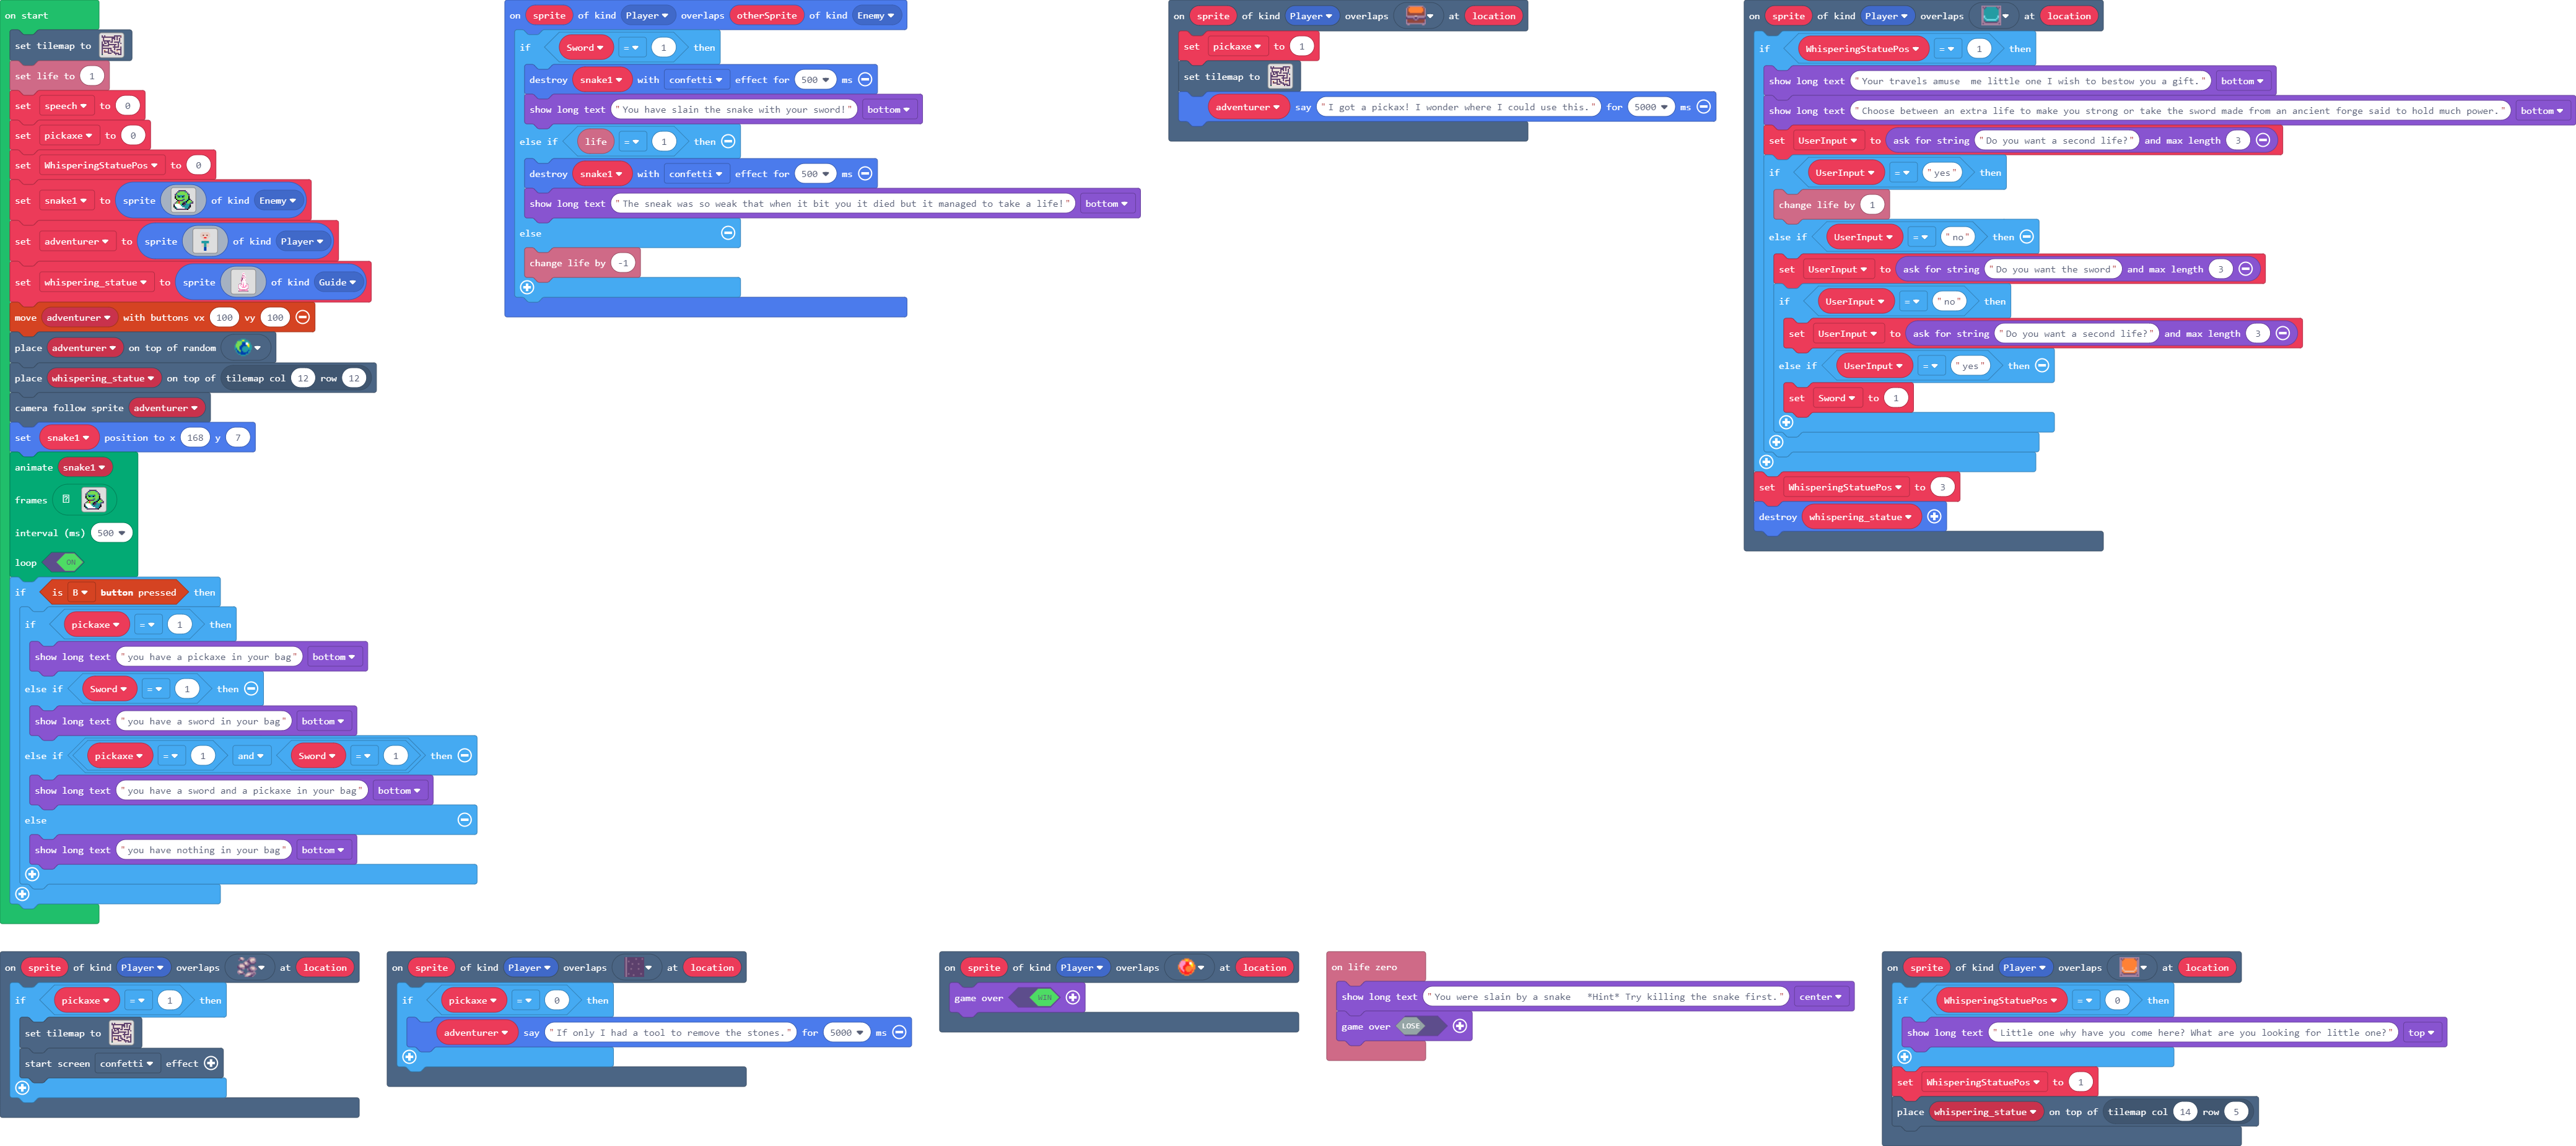 on start
set tilemap to
set life to 1
set speech to 0
set pickaxe to 0
set WhisperingStatuePos to 0
set snake1 to sprite of kind Enemy
set adventurer to sprite of kind Player
set whispering_statue to sprite of kind Guide
move adventurer with buttons vx 100 vy 100
place adventurer on top of random
place whispering_statue on top of tilemap col 12 row 12
camera follow sprite adventurer
set snake1 position to x 168 y 7
animate snake1
frames
interval (ms) 500
loop ON
if is B button pressed then
if pickaxe = 1 then
show long text "you have a pickaxe in your bag" bottom
else if Sword = 1 then
show long text "you have a sword in your bag" bottom
else if pickaxe = 1 and Sword = 1 then
show long text "you have a sword and a pickaxe in your bag" bottom
else
show long text "you have nothing in your bag" bottom
on sprite of kind Player overlaps otherSprite of kind Enemy
if Sword = 1 then
destroy snake1 with confetti effect for 500 ms
show long text "You have slain the snake with your sword!" bottom
else if life = 1 then
destroy snake1 with confetti effect for 500 ms
show long text "The sneak was so weak that when it bit you it died but it managed to take a life!" bottom
else
change life by -1
on sprite of kind Player overlaps at location
set pickaxe to 1
set tilemap to
adventurer say "I got a pickax! I wonder where I could use this." for 5000 ms
on sprite of kind Player overlaps at location
if WhisperingStatuePos = 1 then
show long text "Your travels amuse  me little one I wish to bestow you a gift." bottom
show long text "Choose between an extra life to make you strong or take the sword made from an ancient forge said to hold much power." bottom
set UserInput to ask for string "Do you want a second life?" and max length 3
if UserInput = "yes" then
change life by 1
else if UserInput = "no" then
set UserInput to ask for string "Do you want the sword" and max length 3
if UserInput = "no" then
set UserInput to ask for string "Do you want a second life?" and max length 3
else if UserInput = "yes" then
set Sword to 1
set WhisperingStatuePos to 3
destroy whispering_statue
on sprite of kind Player overlaps at location
if pickaxe = 1 then
set tilemap to
start screen confetti effect
on sprite of kind Player overlaps at location
if pickaxe = 0 then
adventurer say "If only I had a tool to remove the stones." for 5000 ms
on sprite of kind Player overlaps at location
game over WIN
on life zero
show long text "You were slain by a snake   *Hint* Try killing the snake first." center
game over LOSE
on sprite of kind Player overlaps at location
if WhisperingStatuePos = 0 then
show long text "Little one why have you come here? What are you looking for little one?" top
set WhisperingStatuePos to 1
place whispering_statue on top of tilemap col 14 row 5